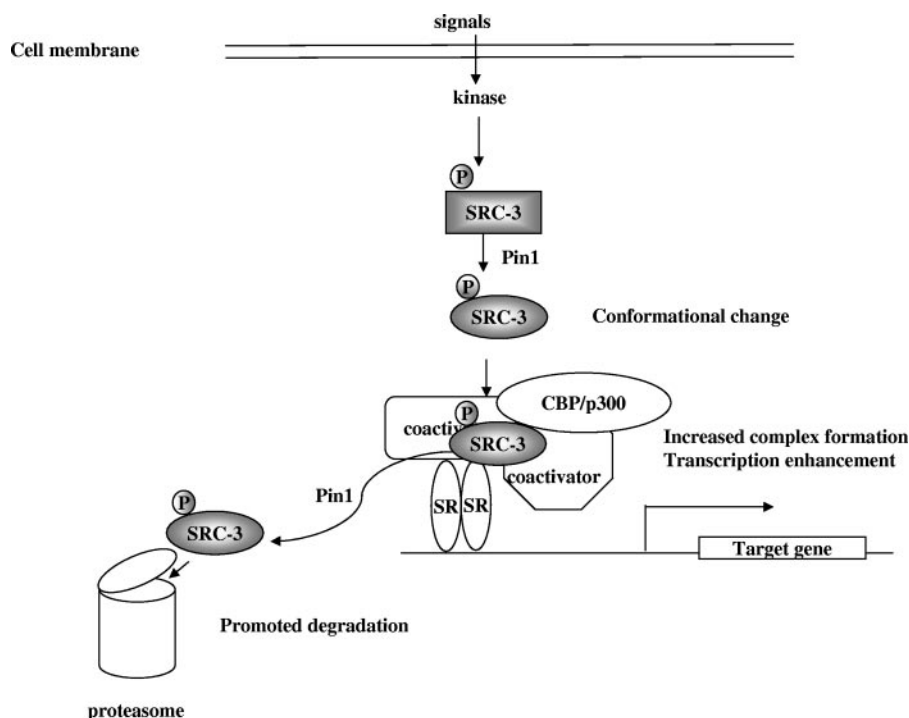 signals
Cell membrane
kinase
P
SRC-3
Pin1
P
SRC-3
Conformational change
CBP/p300
P
coactiv
SRC-3
Increased complex formation
Transcription enhancement
coactivator
Pin1
SR
SR
P
SRC-3
Target gene
Promoted degradation
proteasome